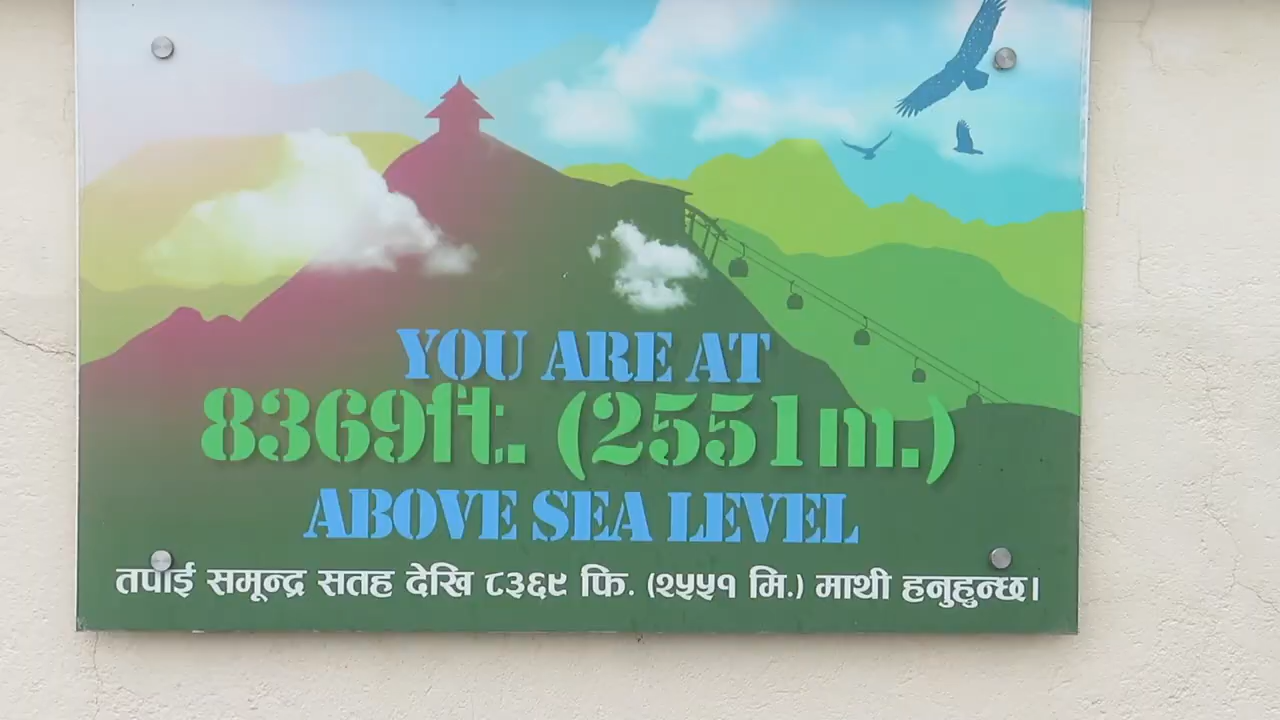 YOU ARE AT
8369ft. (2551m.)
ABOVE SEA LEVEL
तपाई समून्द्र सतह देखि ८३६९ फि. (२५५१ मि.) माथी हनुहुन्छ।